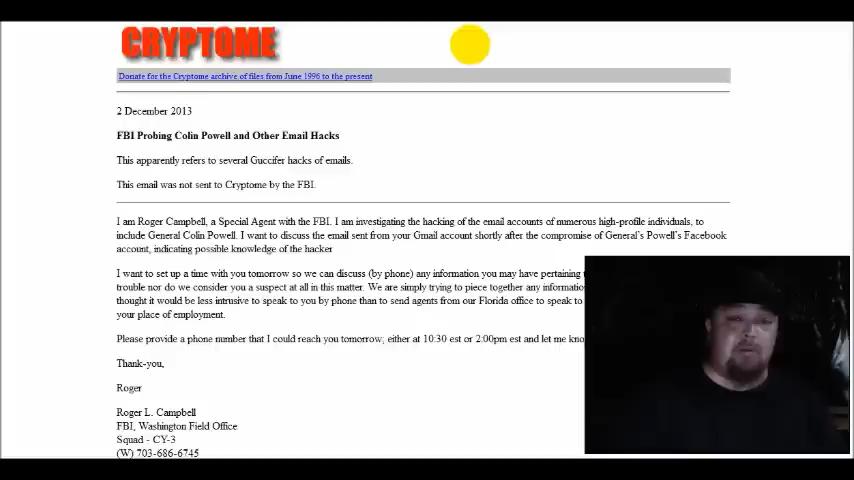 CRYPTOME
Donate for the Cryptome archive of files from June 1996 to the present
2 December 2013
FBI Probing Colin Powell and Other Email Hacks
This apparently refers to several Guccifer hacks of emails.
This email was not sent to Cryptome by the FBI.
I am Roger Campbell, a Special Agent with the FBI. I am investigating the hacking of the email accounts of numerous high-profile individuals, to
include General Colin Powell. I want to discuss the email sent from your Gmail account shortly after the compromise of General's Powell's Facebook
account, indicating possible knowledge of the hacker
I want to set up a time with you tomorrow so we can discuss (by phone) any information you may have pertaining
trouble nor do we consider you a suspect at all in this matter. We are simply trying to piece together any information
thought it would be less intrusive to speak to you by phone than to send agents from our Florida office to speak to
your place of employment.
Please provide a phone number that I could reach you tomorrow; either at 10:30 est or 2:00pm est and let me
Thank-you,
Roger
Roger L. Campbell
FBI, Washington Field Office
Squad - CY-3
(W) 703-686-6745